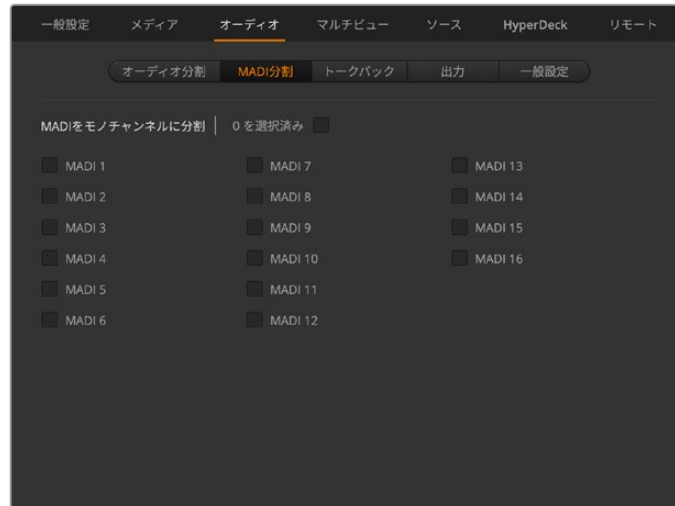 一般設定 メディア オーディオ マルチビュー ソース HyperDeck リモート
オーディオ分割 MADI分割 トークバック 出力 一般設定
MADIをモノチャンネルに分割 0 を選択済み
MADI 1 MADI 7 MADI 13
MADI 2 MADI 8 MADI 14
MADI 3 MADI 9 MADI 15
MADI 4 MADI 10 MADI 16
MADI 5 MADI 11
MADI 6 MADI 12